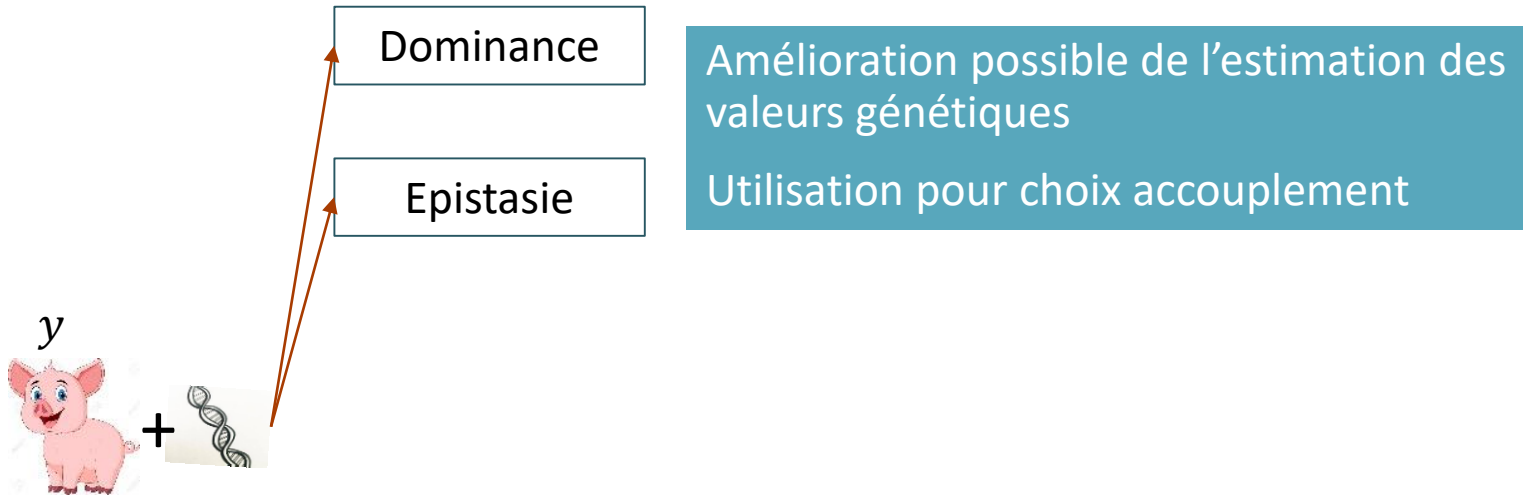 Dominance
Amélioration possible de l’estimation des
valeurs génétiques
Epistasie
Utilisation pour choix accouplement
y
+